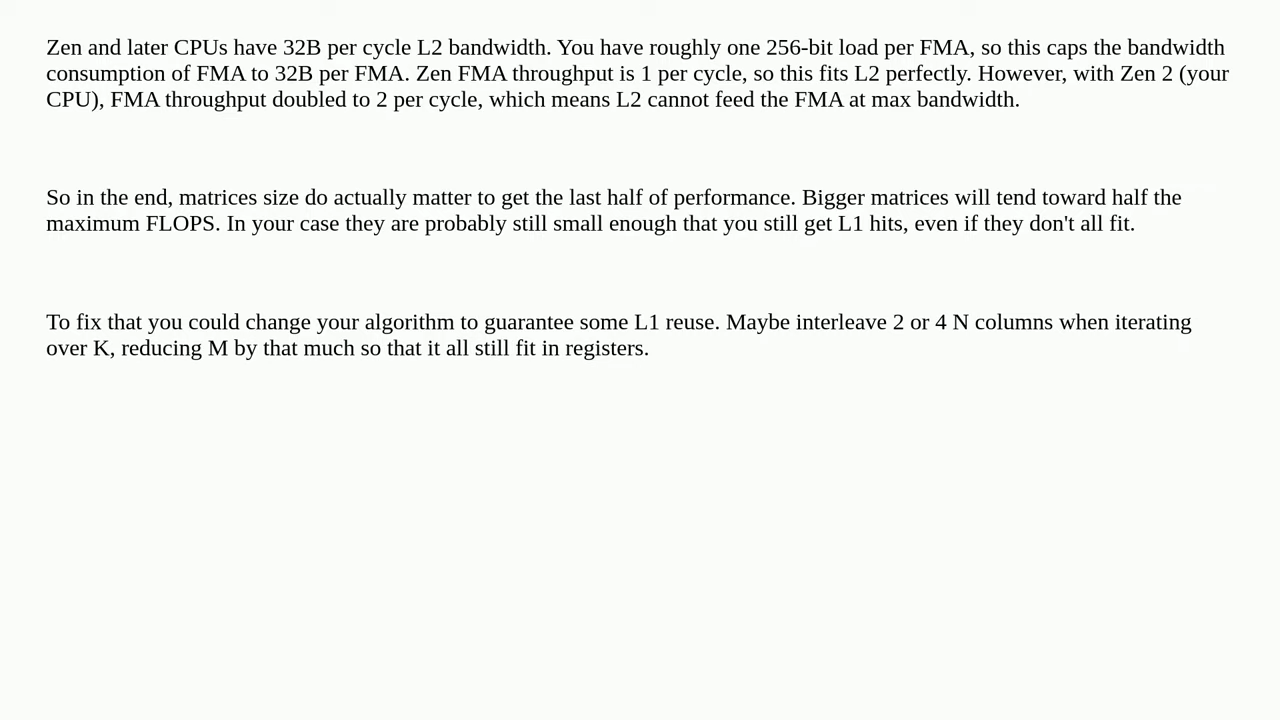 Zen and later CPUs have 32B per cycle L2 bandwidth. You have roughly one 256-bit load per FMA, so this caps the bandwidth
consumption of FMA to 32B per FMA. Zen FMA throughput is 1 per cycle, so this fits L2 perfectly. However, with Zen 2 (your
CPU), FMA throughput doubled to 2 per cycle, which means L2 cannot feed the FMA at max bandwidth.
So in the end, matrices size do actually matter to get the last half of performance. Bigger matrices will tend toward half the
maximum FLOPS. In your case they are probably still small enough that you still get L1 hits, even if they don't all fit.
To fix that you could change your algorithm to guarantee some L1 reuse. Maybe interleave 2 or 4 N columns when iterating
over K, reducing M by that much so that it all still fit in registers.